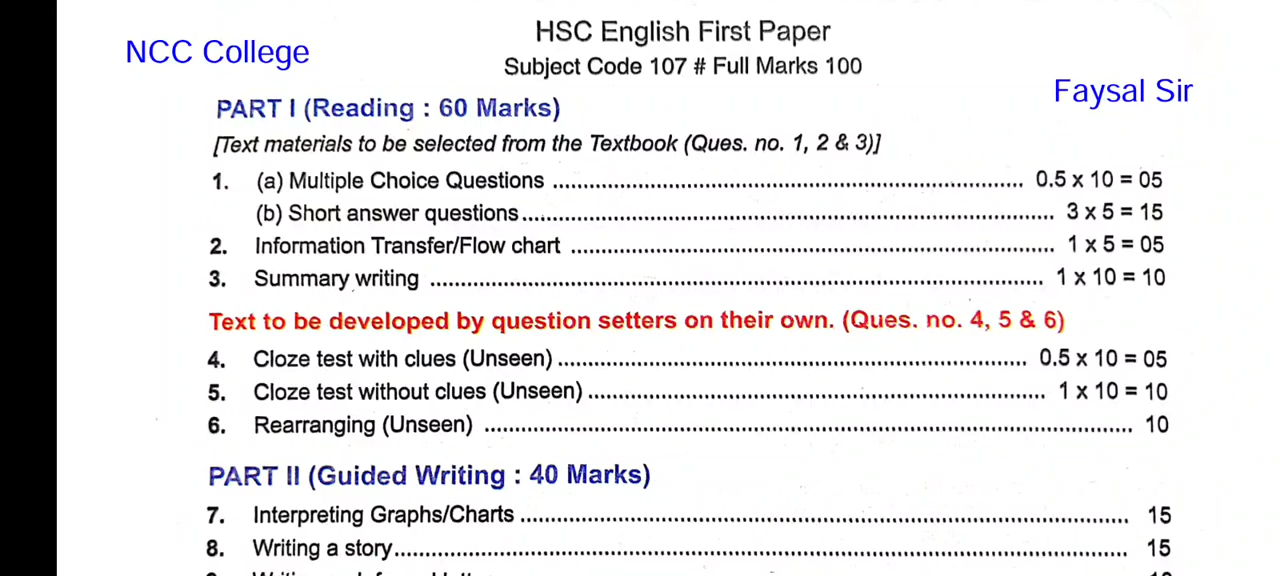 HSC English First Paper
NCC College
Subject Code 107 # Full Marks 100
Faysal Sir
PART I (Reading : 60 Marks)
[Text materials to be selected from the Textbook (Ques. no. 1, 2 & 3)]
1. (a) Multiple Choice Questions ........ 0.5 x 10 = 05
(b) Short answer questions ........ 3 x 5 = 15
2. Information Transfer/Flow chart ........ 1 x 5 = 05
3. Summary writing ........ 1 x 10 = 10
Text to be developed by question setters on their own. (Ques. no. 4, 5 & 6)
4. Cloze test with clues (Unseen) ........ 0.5 x 10 = 05
5. Cloze test without clues (Unseen) ........ 1 x 10 = 10
6. Rearranging (Unseen) ........ 10
PART II (Guided Writing : 40 Marks)
7. Interpreting Graphs/Charts ........ 15
8. Writing a story ........ 15